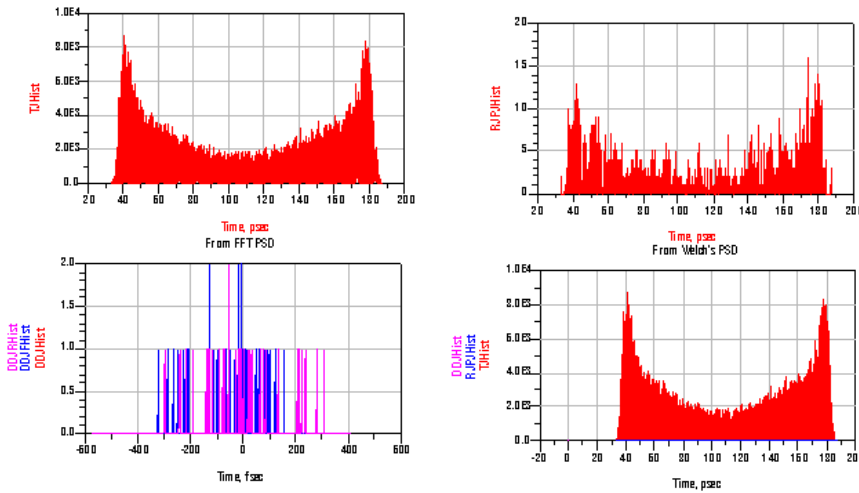 1.0E4
8.0E3
6.0E3
4.0E3
2.0E3
0.0
TJHist
20 40 60 80 100 120 140 160 180 200
Time, psec
From FFT PSD
20
15
10
5
0
RJPJHist
20 40 60 80 100 120 140 160 180 200
Time, psec
From Welch's PSD
2.0
1.5
1.0
0.5
0.0
DDJRHist
DDJFHist
DDJHist
-600 -400 -200 0 200 400 600
Time, fsec
1.0E4
8.0E3
6.0E3
4.0E3
2.0E3
0.0
DDJHist
RJPJHist
TJHist
-20 0 20 40 60 80 100 120 140 160 180 200
Time, psec